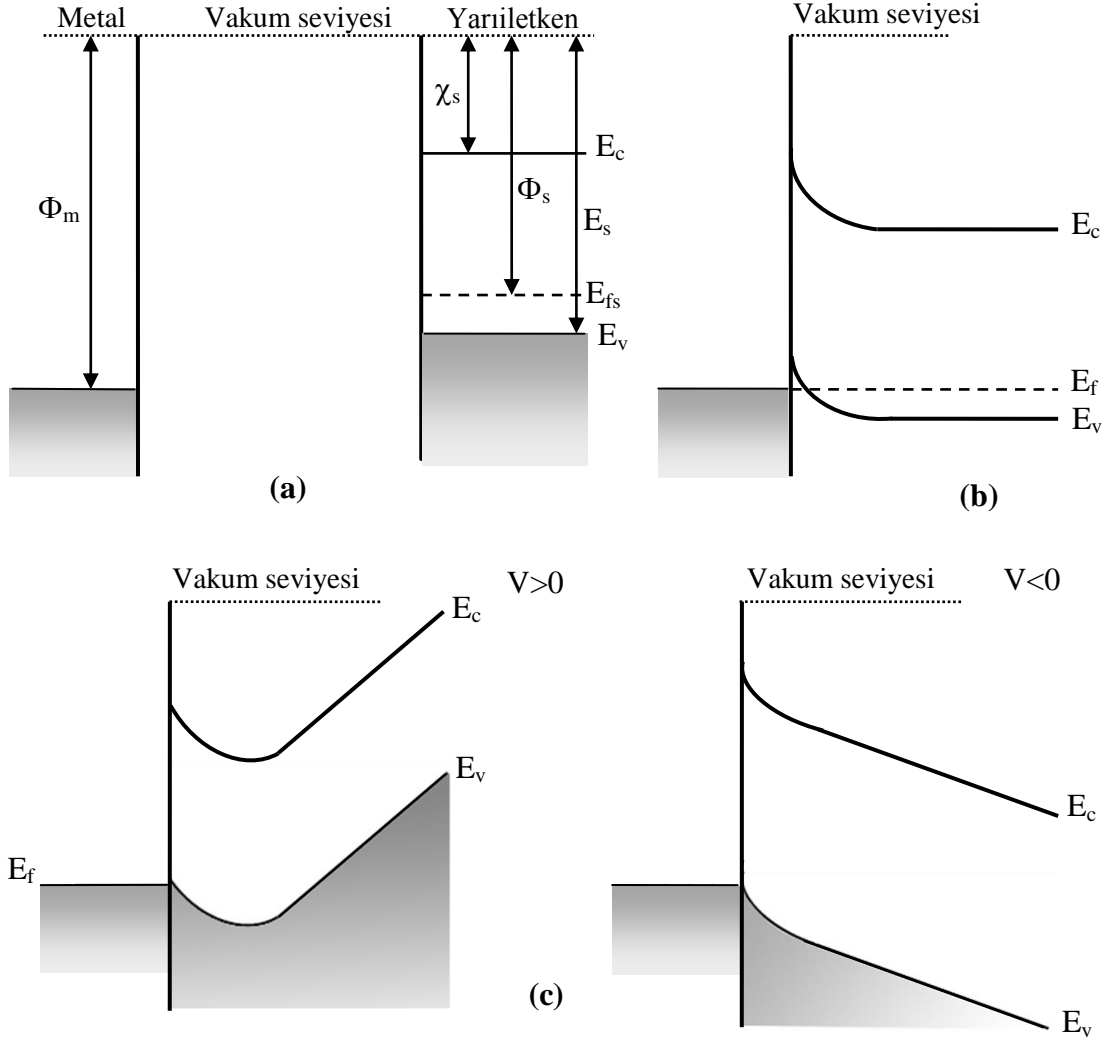 Metal Vakum seviyesi Yarıiletken
χs
Ec
Φm
Φs
Es
Efs
Ev
(a)
Vakum seviyesi
Ec
Ef
Ev
(b)
Vakum seviyesi V>0
Ec
Ev
Ef
Vakum seviyesi V<0
Ec
Ev
(c)